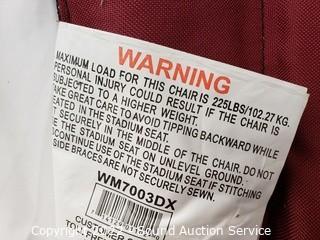 WARNING
MAXIMUM LOAD FOR THIS CHAIR IS 225LBS/102.27 KG.
PERSONAL INJURY COULD RESULT IF THE CHAIR IS
SUBJECTED TO A HIGHER WEIGHT.
TAKE GREAT CARE TO AVOID TIPPING BACKWARD WHILE
SEATED IN THE STADIUM SEAT.
SIT SECURELY IN THE MIDDLE OF THE CHAIR. DO NOT
USE THE STADIUM SEAT ON UNLEVEL GROUND.
DISCONTINUE USE OF THE STADIUM SEAT IF STITCHING
OR SIDE BRACES ARE NOT SECURELY SEWN.
WM7003DX
CUSTOMER
Sound Auction Service